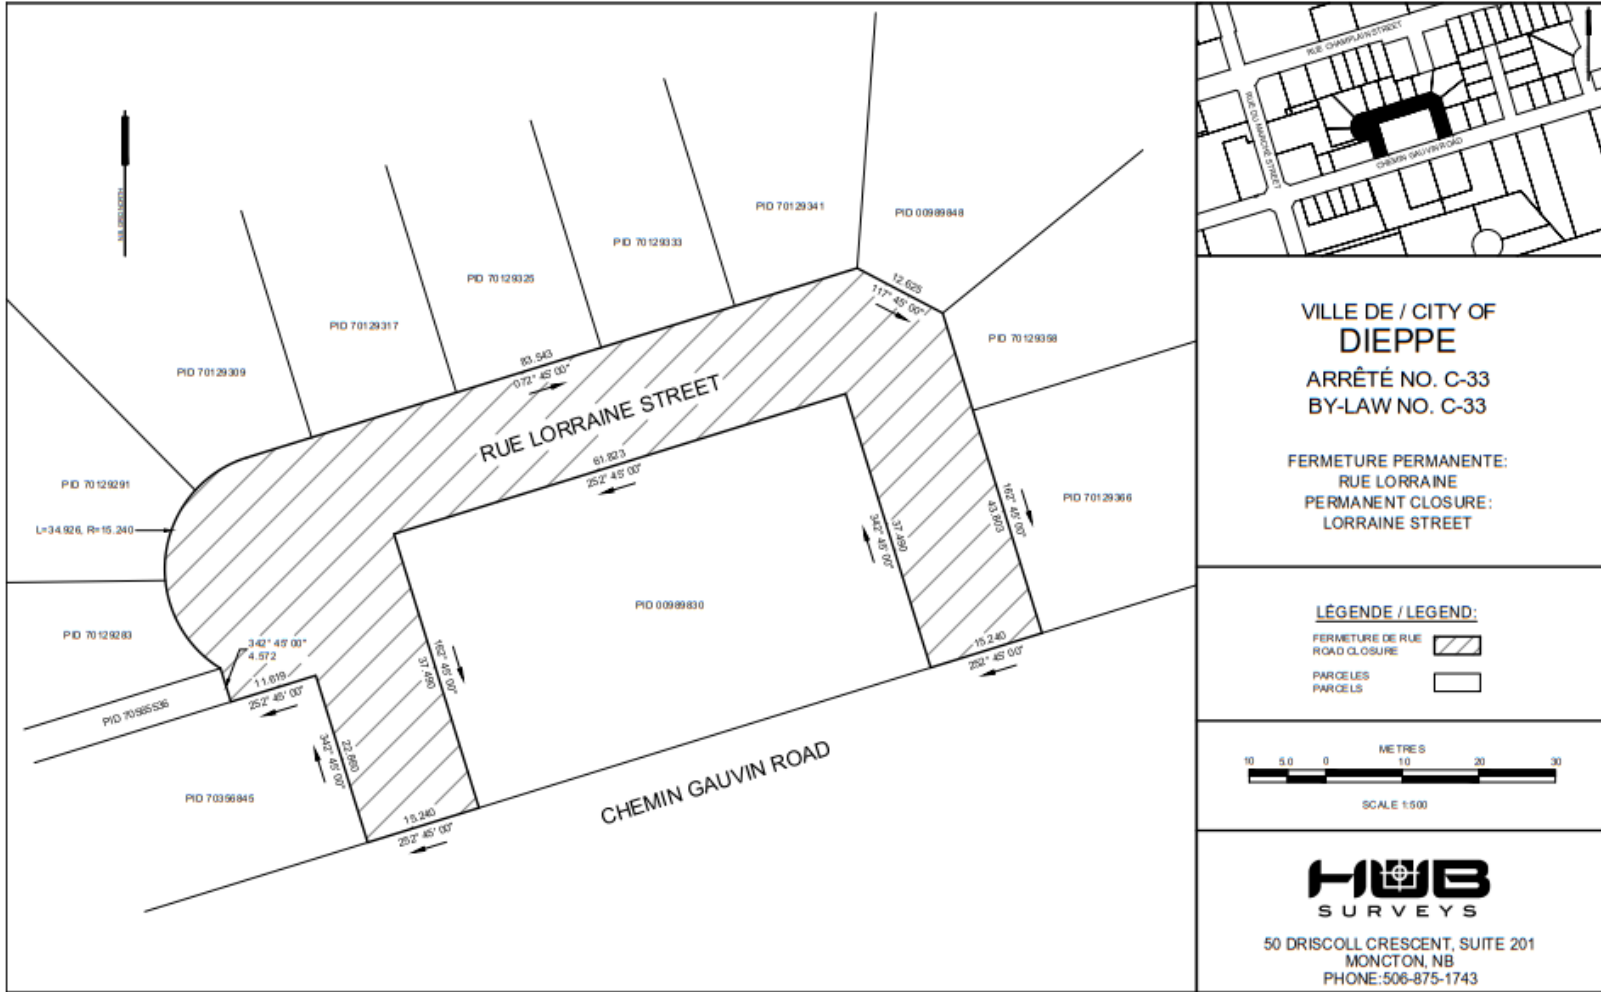 NB GRID NORTH
PID 70129341
PID 00989848
PID 70129333
PID 70129325
PID 70129317
PID 70129309
12.625
117° 45' 00"
PID 70129358
83.543
072° 45' 00"
RUE LORRAINE STREET
61.823
252° 45' 00"
PID 70129291
L=34.926, R=15.240
PID 70129283
342° 45' 00"
4.572
11.619
252° 45' 00"
PID 70585536
342° 45' 00"
22.860
PID 70356845
15.240
252° 45' 00"
162° 45' 00"
37.490
PID 00989830
37.490
342° 45' 00"
162° 45' 00"
43.803
PID 70129366
15.240
252° 45' 00"
CHEMIN GAUVIN ROAD
RUE CHAMPLAIN STREET
RUE DU MARCHÉ STREET
CHEMIN GAUVIN ROAD
VILLE DE / CITY OF
DIEPPE
ARRÊTÉ NO. C-33
BY-LAW NO. C-33
FERMETURE PERMANENTE:
RUE LORRAINE
PERMANENT CLOSURE:
LORRAINE STREET
LÉGENDE / LEGEND:
FERMETURE DE RUE
ROAD CLOSURE
PARCELES
PARCELS
METRES
10 5.0 0 10 20 30
SCALE 1:500
HUB
SURVEYS
50 DRISCOLL CRESCENT, SUITE 201
MONCTON, NB
PHONE:506-875-1743